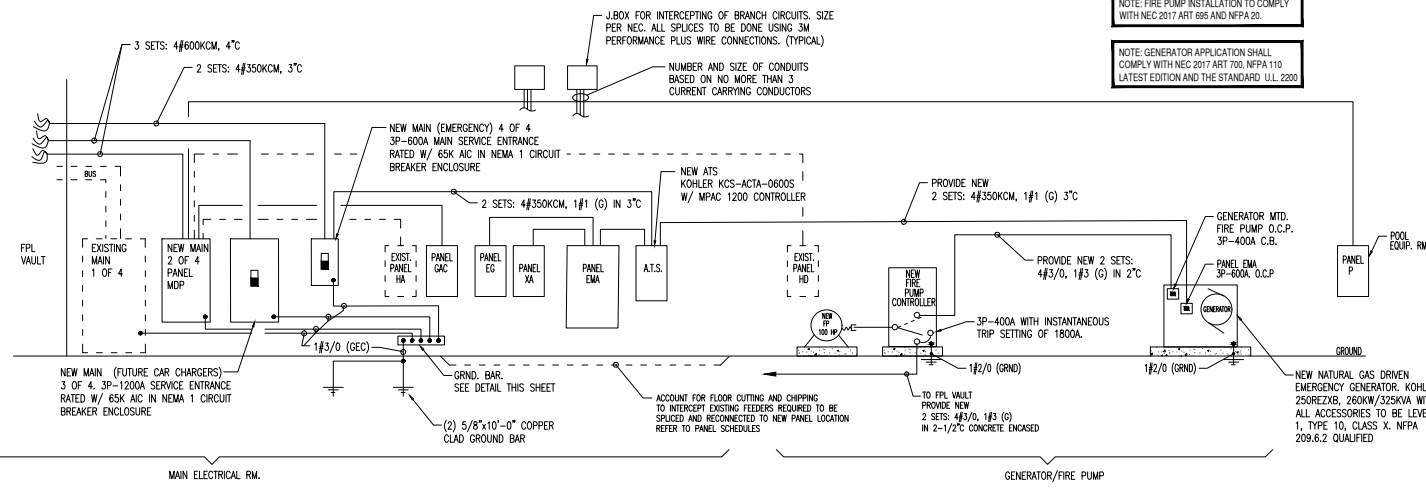 NOTE: FIRE PUMP INSTALLATION TO COMPLY
WITH NEC 2017 ART 695 AND NFPA 20.
NOTE: GENERATOR APPLICATION SHALL
COMPLY WITH NEC 2017 ART 700, NFPA 110
LATEST EDITION AND THE STANDARD U.L. 2200
J.BOX FOR INTERCEPTING OF BRANCH CIRCUITS. SIZE
PER NEC. ALL SPLICES TO BE DONE USING 3M
PERFORMANCE PLUS WIRE CONNECTIONS. (TYPICAL)
NUMBER AND SIZE OF CONDUITS
BASED ON NO MORE THAN 3
CURRENT CARRYING CONDUCTORS
3 SETS: 4#600KCM, 4"C
2 SETS: 4#350KCM, 3"C
NEW MAIN (EMERGENCY) 4 OF 4
3P-600A MAIN SERVICE ENTRANCE
RATED W/ 65K AIC IN NEMA 1 CIRCUIT
BREAKER ENCLOSURE
BUS
2 SETS: 4#350KCM, 1#1 (G) IN 3"C
NEW ATS
KOHLER KCS-ACTA-0600S
W/ MPAC 1200 CONTROLLER
PROVIDE NEW
2 SETS: 4#350KCM, 1#1 (G) 3"C
GENERATOR MTD.
FIRE PUMP O.C.P.
3P-400A C.B.
PANEL EMA
3P-600A. O.C.P
PROVIDE NEW 2 SETS:
4#3/0, 1#3 (G) IN 2"C
FPL
VAULT
EXISTING
MAIN
1 OF 4
NEW MAIN
2 OF 4
PANEL
MDP
EXIST.
PANEL
HA
PANEL
GAC
PANEL
EG
PANEL
XA
PANEL
EMA
A.T.S.
EXIST.
PANEL
HD
NEW
FIRE
PUMP
CONTROLLER
NEW
FP
100 HP
GENERATOR
PANEL
P
POOL
EQUIP. RM
3P-400A WITH INSTANTANEOUS
TRIP SETTING OF 1800A.
GROUND
1#3/0 (GEC)
1#2/0 (GRND)
1#2/0 (GRND)
NEW MAIN (FUTURE CAR CHARGERS)
3 OF 4. 3P-1200A SERVICE ENTRANCE
RATED W/ 65K AIC IN NEMA 1 CIRCUIT
BREAKER ENCLOSURE
GRND. BAR.
SEE DETAIL THIS SHEET
(2) 5/8"x10'-0" COPPER
CLAD GROUND BAR
ACCOUNT FOR FLOOR CUTTING AND CHIPPING
TO INTERCEPT EXISTING FEEDERS REQUIRED TO BE
SPLICED AND RECONNECTED TO NEW PANEL LOCATION
REFER TO PANEL SCHEDULES
TO FPL VAULT
PROVIDE NEW
2 SETS: 4#3/0, 1#3 (G)
IN 2-1/2"C CONCRETE ENCASED
NEW NATURAL GAS DRIVEN
EMERGENCY GENERATOR. KOHL
250REZXB, 260KW/325KVA WI
ALL ACCESSORIES TO BE LEVE
1, TYPE 10, CLASS X. NFPA
209.6.2 QUALIFIED
MAIN ELECTRICAL RM.
GENERATOR/FIRE PUMP